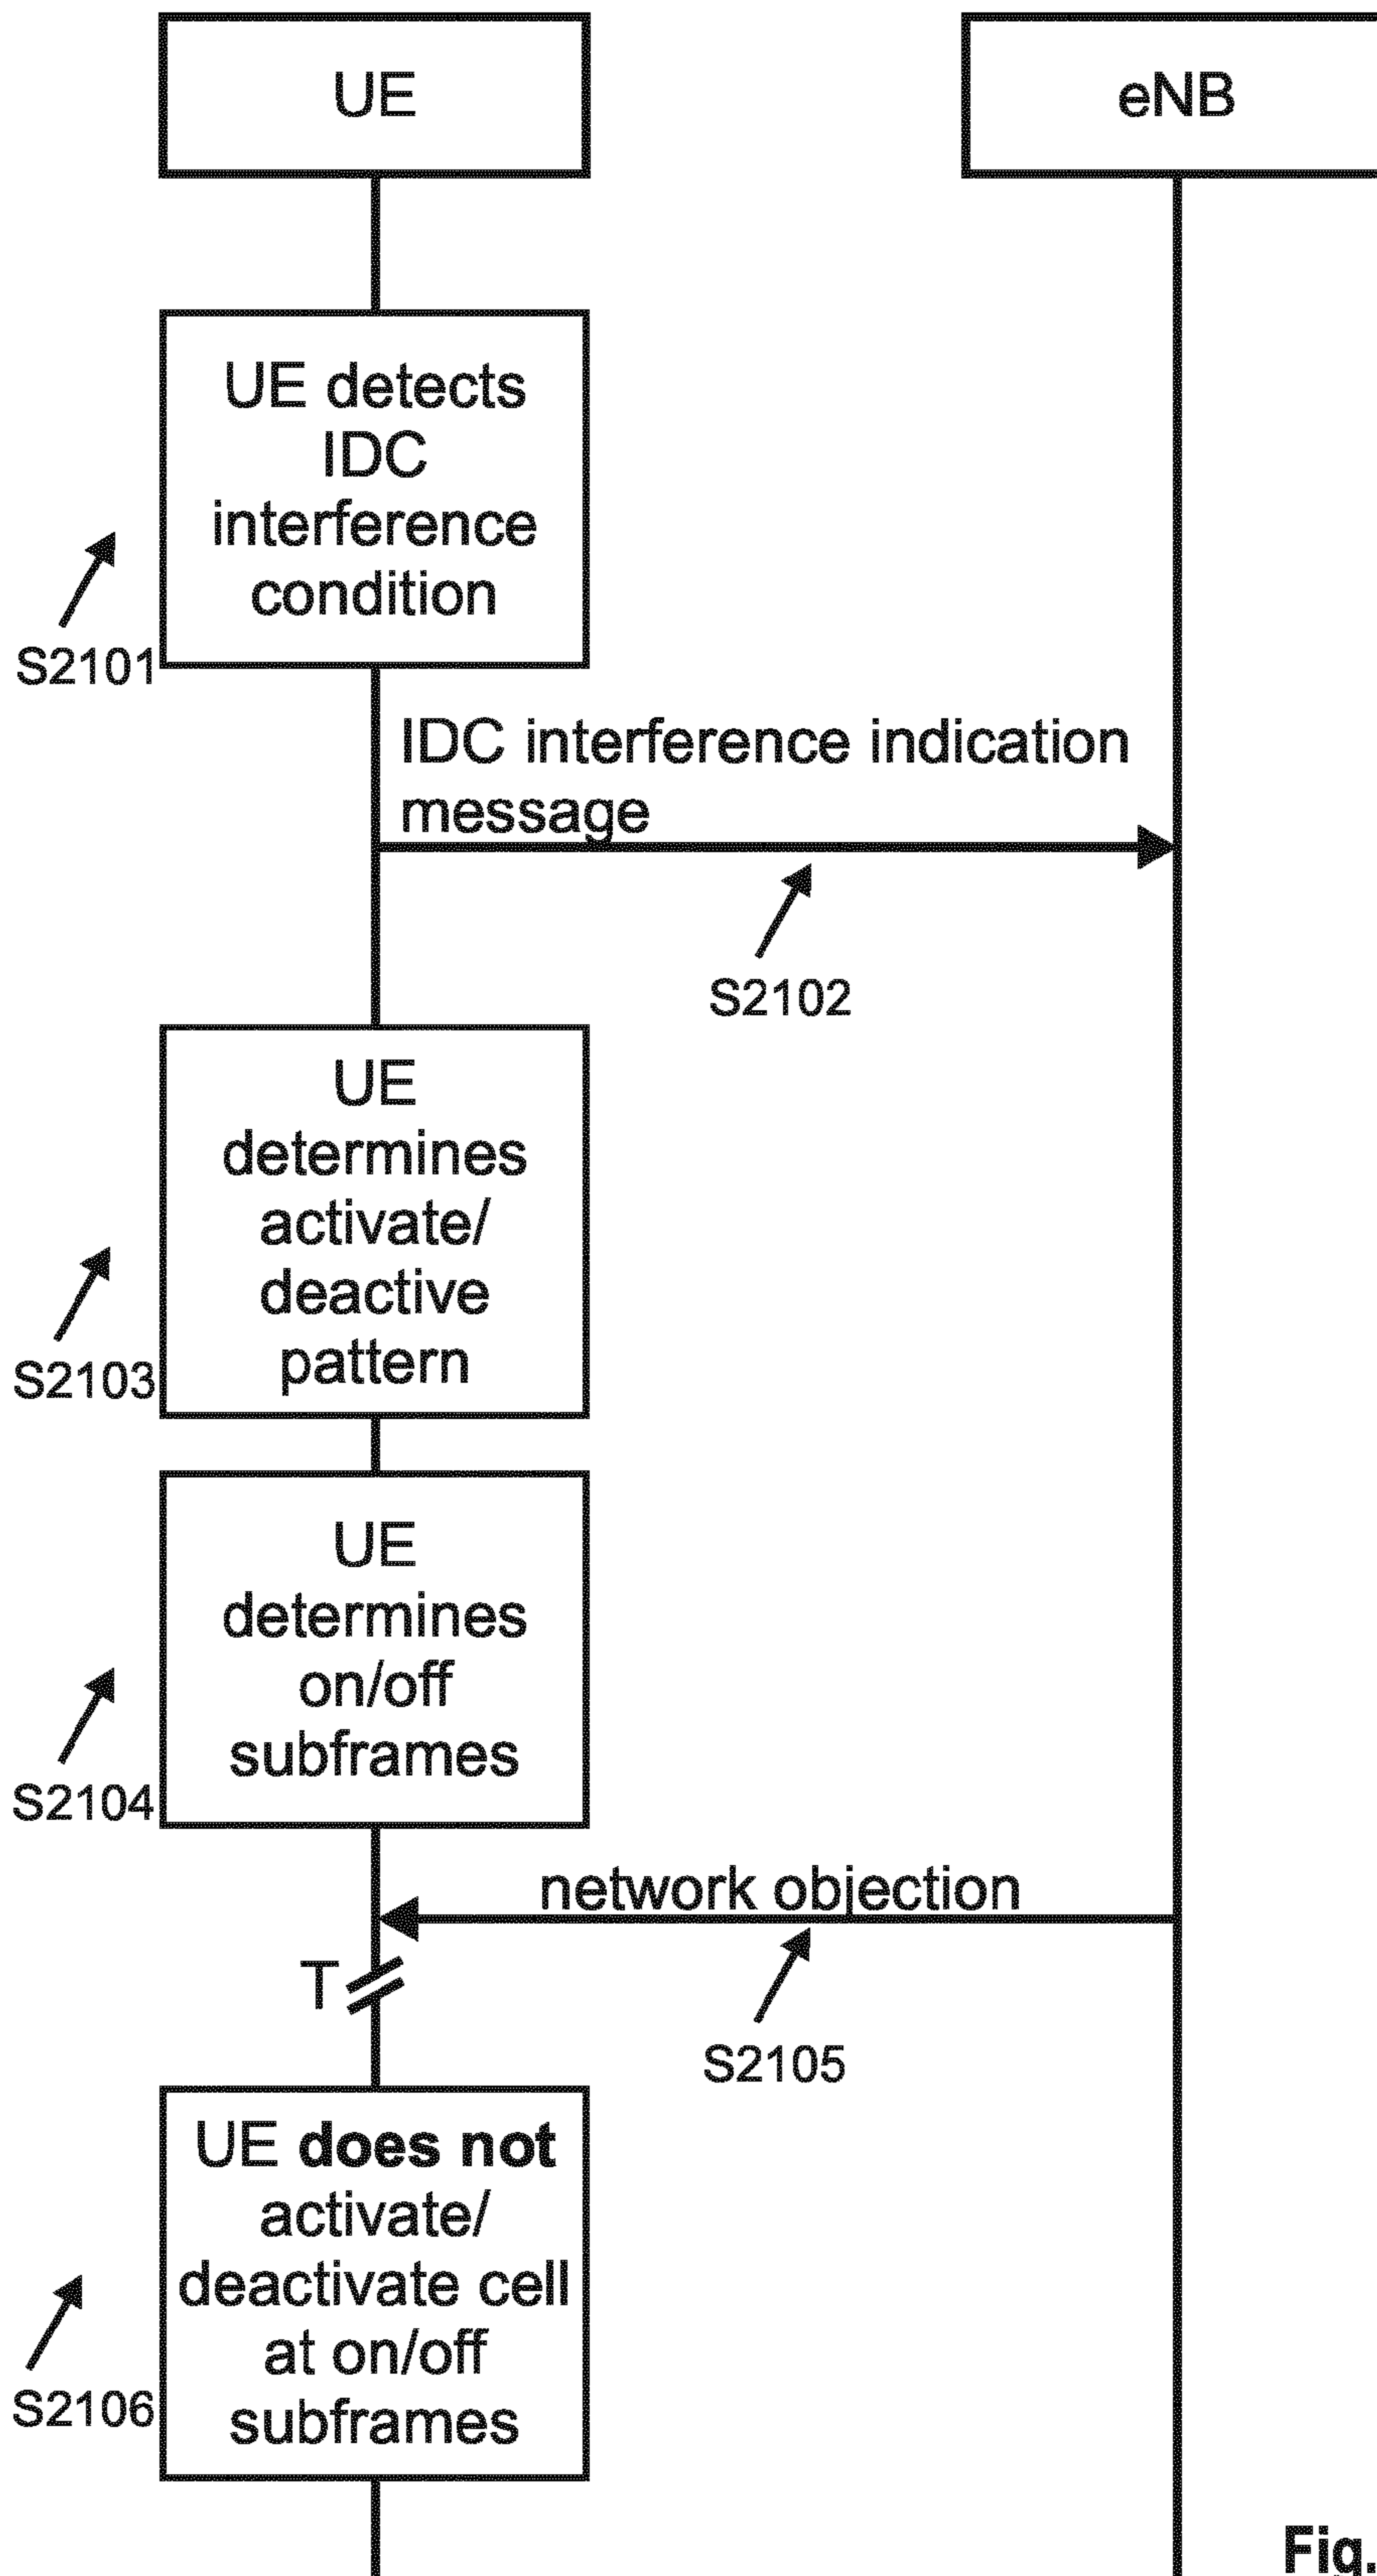 UE
eNB
UE detects
IDC
interference
condition
S2101
IDC interference indication
message
S2102
UE
determines
activate/
deactive
pattern
S2103
UE
determines
on/off
subframes
S2104
network objection
T
S2105
UE does not
activate/
deactivate cell
at on/off
subframes
S2106
Fig.